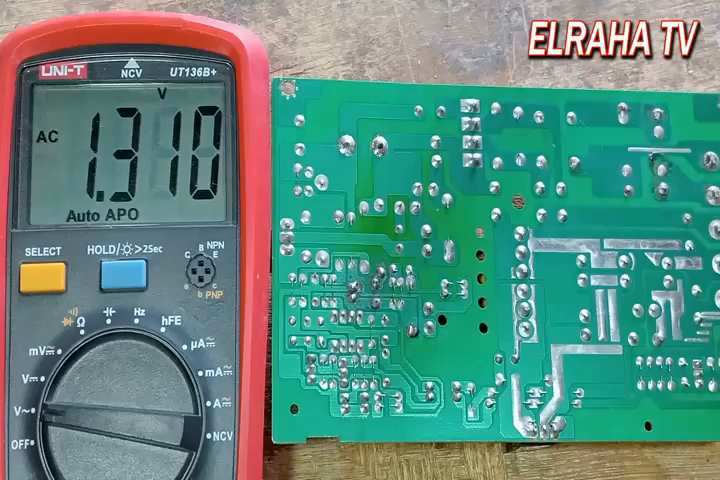 ELRAHA TV
UNI-T
NCV
UT136B+
V
AC
1.310
Auto APO
SELECT
HOLD/☼>2Sec
B NPN
C E
C e
b PNP
Ω
Hz
hFE
mV≂
μA≂
V⎓
mA≂
V~
A≂
OFF
NCV